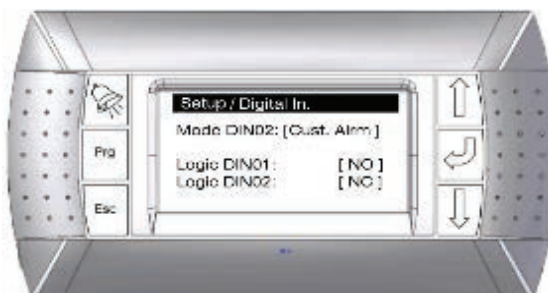 Setup / Digital In.
Mode DIN02: [Cust. Alrm ]
Prg
Logic DIN01: [ NO ]
Logic DIN02: [ NC ]
Esc